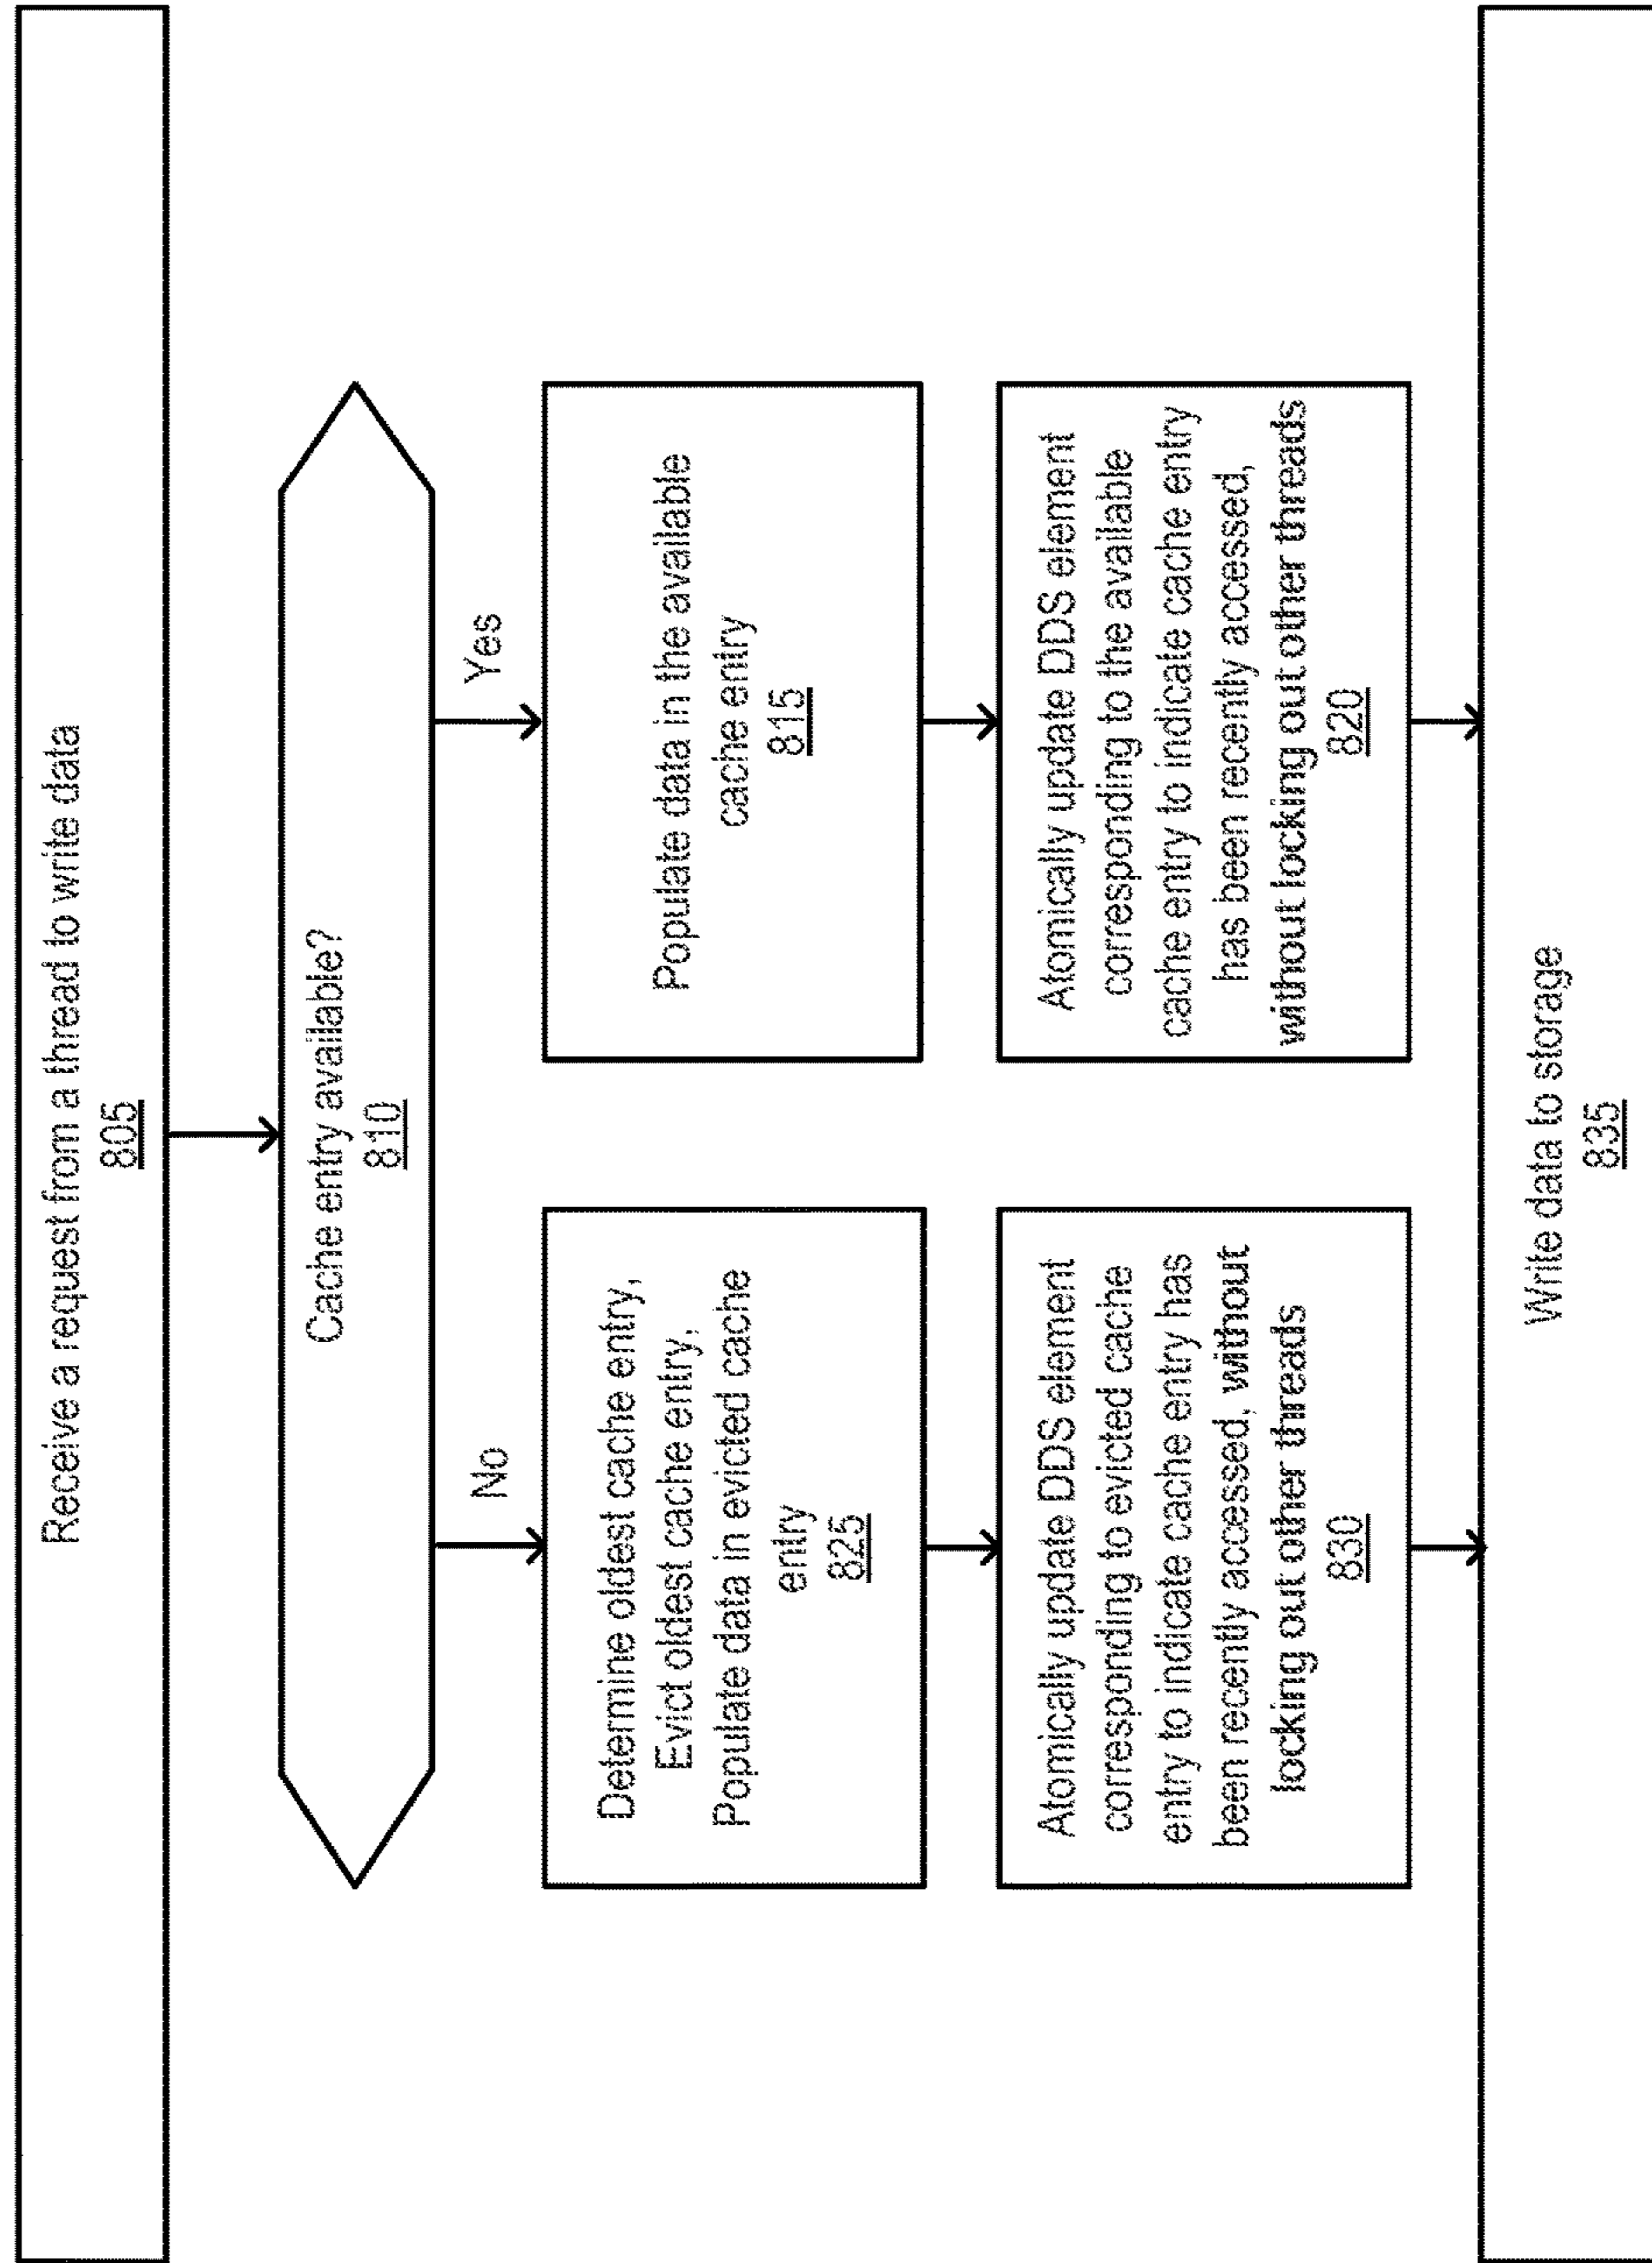 Receive a request from a thread to write data
805
Cache entry available?
810
No
Yes
Determine oldest cache entry,
Evict oldest cache entry,
Populate data in evicted cache
entry
825
Populate data in the available
cache entry
815
Atomically update DDS element
corresponding to evicted cache
entry to indicate cache entry has
been recently accessed, without
locking out other threads
830
Atomically update DDS element
corresponding to the available
cache entry to indicate cache entry
has been recently accessed,
without locking out other threads
820
Write data to storage
835